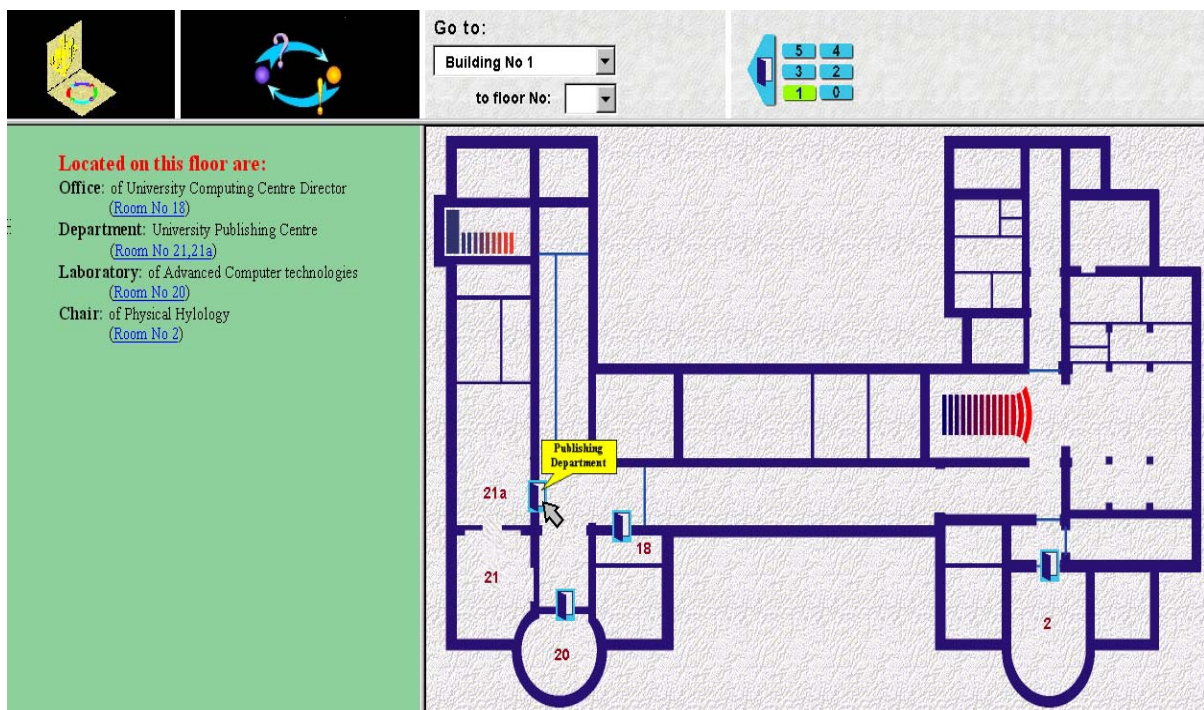 Go to:
Building No 1
to floor No:
5 4
3 2
1 0
Located on this floor are:
Office: of University Computing Centre Director
(Room No 18)
Department: University Publishing Centre
(Room No 21,21a)
Laboratory: of Advanced Computer technologies
(Room No 20)
Chair: of Physical Hylology
(Room No 2)
Publishing
Department
21a
18
21
2
20